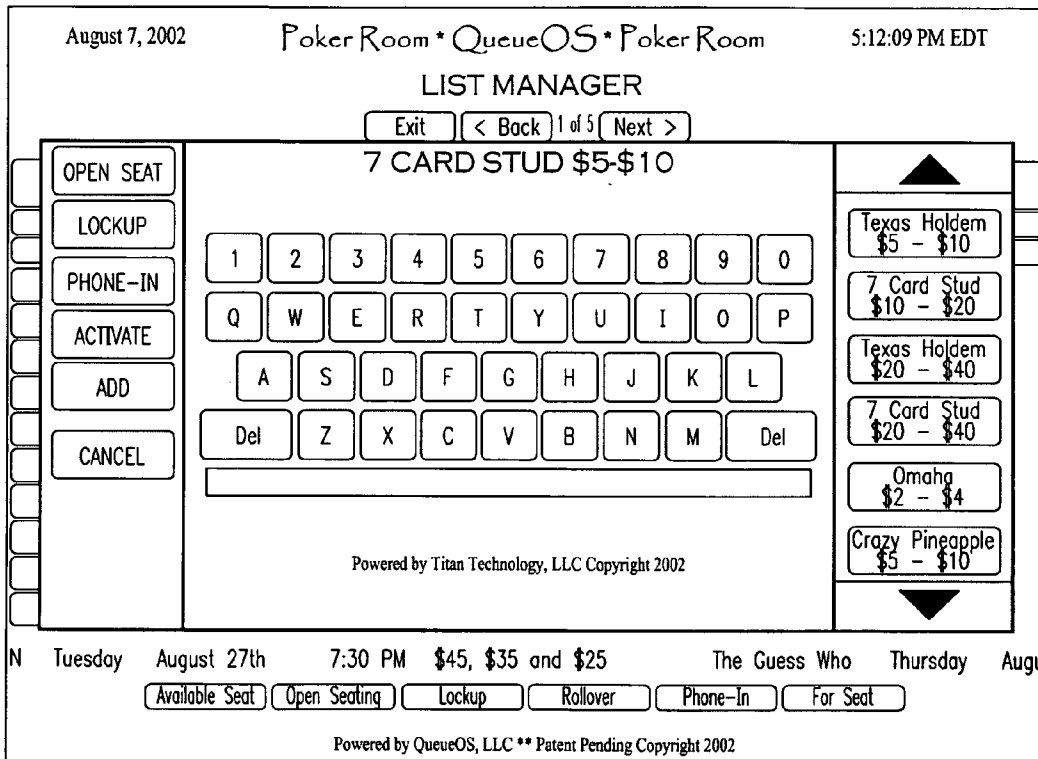 August 7, 2002 Poker Room * QueueOS * Poker Room 5:12:09 PM EDT
LIST MANAGER
Exit < Back 1 of 5 Next >
7 CARD STUD $5-$10
OPEN SEAT
LOCKUP
PHONE-IN
ACTIVATE
ADD
CANCEL
1 2 3 4 5 6 7 8 9 0
Q W E R T Y U I O P
A S D F G H J K L
Del Z X C V B N M Del
Powered by Titan Technology, LLC Copyright 2002
Texas Holdem
$5 - $10
7 Card Stud
$10 - $20
Texas Holdem
$20 - $40
7 Card Stud
$20 - $40
Omaha
$2 - $4
Crazy Pineapple
$5 - $10
N Tuesday August 27th 7:30 PM $45, $35 and $25 The Guess Who Thursday Augu
Available Seat Open Seating Lockup Rollover Phone-In For Seat
Powered by QueueOS, LLC ** Patent Pending Copyright 2002